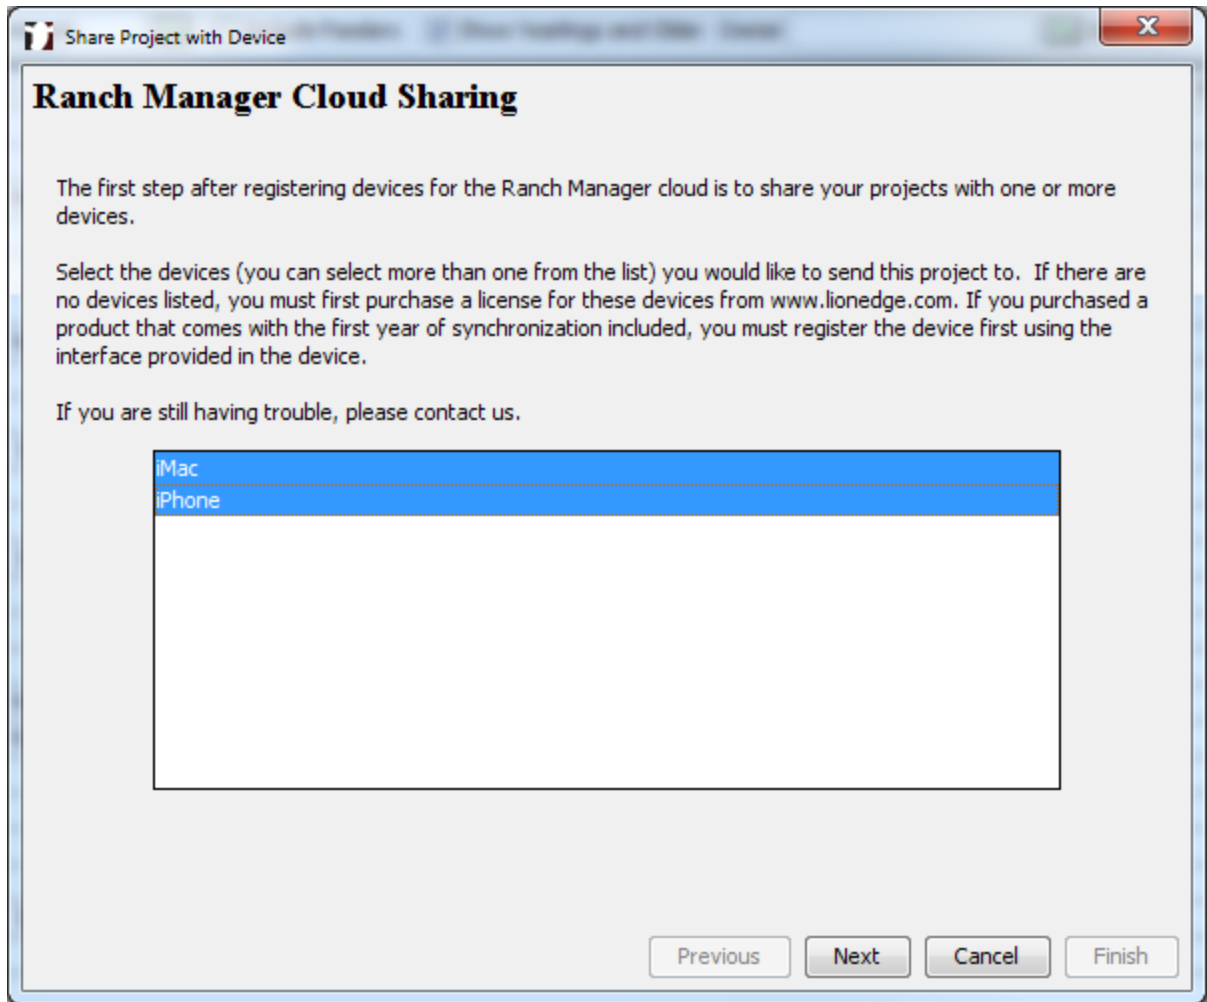 Share Project with Device
Ranch Manager Cloud Sharing
The first step after registering devices for the Ranch Manager cloud is to share your projects with one or more
devices.
Select the devices (you can select more than one from the list) you would like to send this project to.  If there are
no devices listed, you must first purchase a license for these devices from www.lionedge.com. If you purchased a
product that comes with the first year of synchronization included, you must register the device first using the
interface provided in the device.
If you are still having trouble, please contact us.
iMac
iPhone
Previous Next Cancel Finish